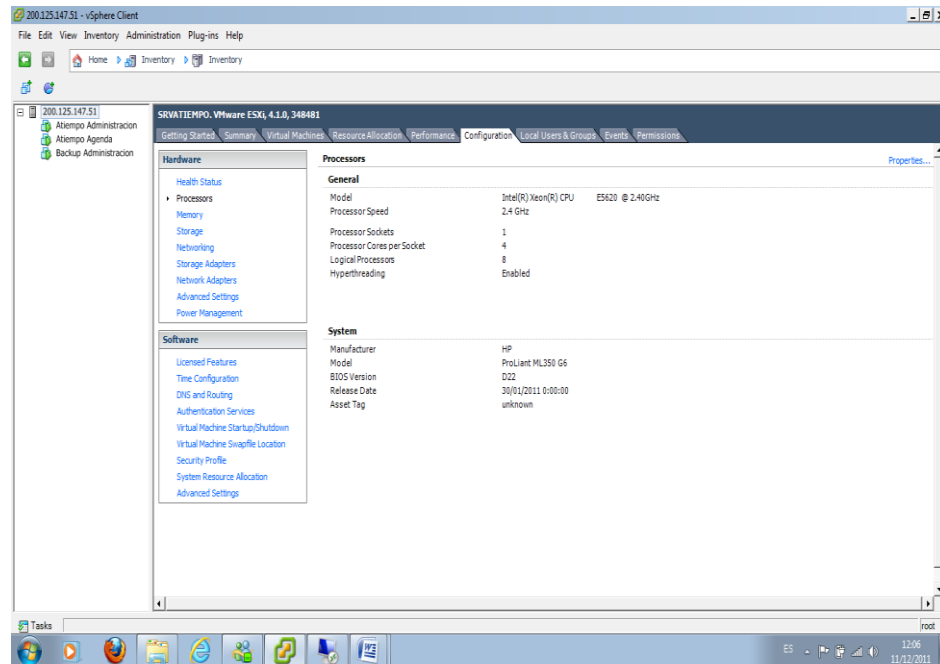 200.125.147.51 - vSphere Client
File Edit View Inventory Administration Plug-ins Help
Home Inventory Inventory
200.125.147.51
Atiempo Administracion
Atiempo Agenda
Backup Administracion
SRVATIEMPO. VMware ESXi, 4.1.0, 348481
Getting Started Summary Virtual Machines Resource Allocation Performance Configuration Local Users & Groups Events Permissions
Hardware
Health Status
Processors
Memory
Storage
Networking
Storage Adapters
Network Adapters
Advanced Settings
Power Management
Software
Licensed Features
Time Configuration
DNS and Routing
Authentication Services
Virtual Machine Startup/Shutdown
Virtual Machine Swapfile Location
Security Profile
System Resource Allocation
Advanced Settings
Processors
Properties...
General
Model Intel(R) Xeon(R) CPU E5620 @ 2.40GHz
Processor Speed 2.4 GHz
Processor Sockets 1
Processor Cores per Socket 4
Logical Processors 8
Hyperthreading Enabled
System
Manufacturer HP
Model ProLiant ML350 G6
BIOS Version D22
Release Date 30/01/2011 0:00:00
Asset Tag unknown
Tasks
root
ES
12:06
11/12/2011